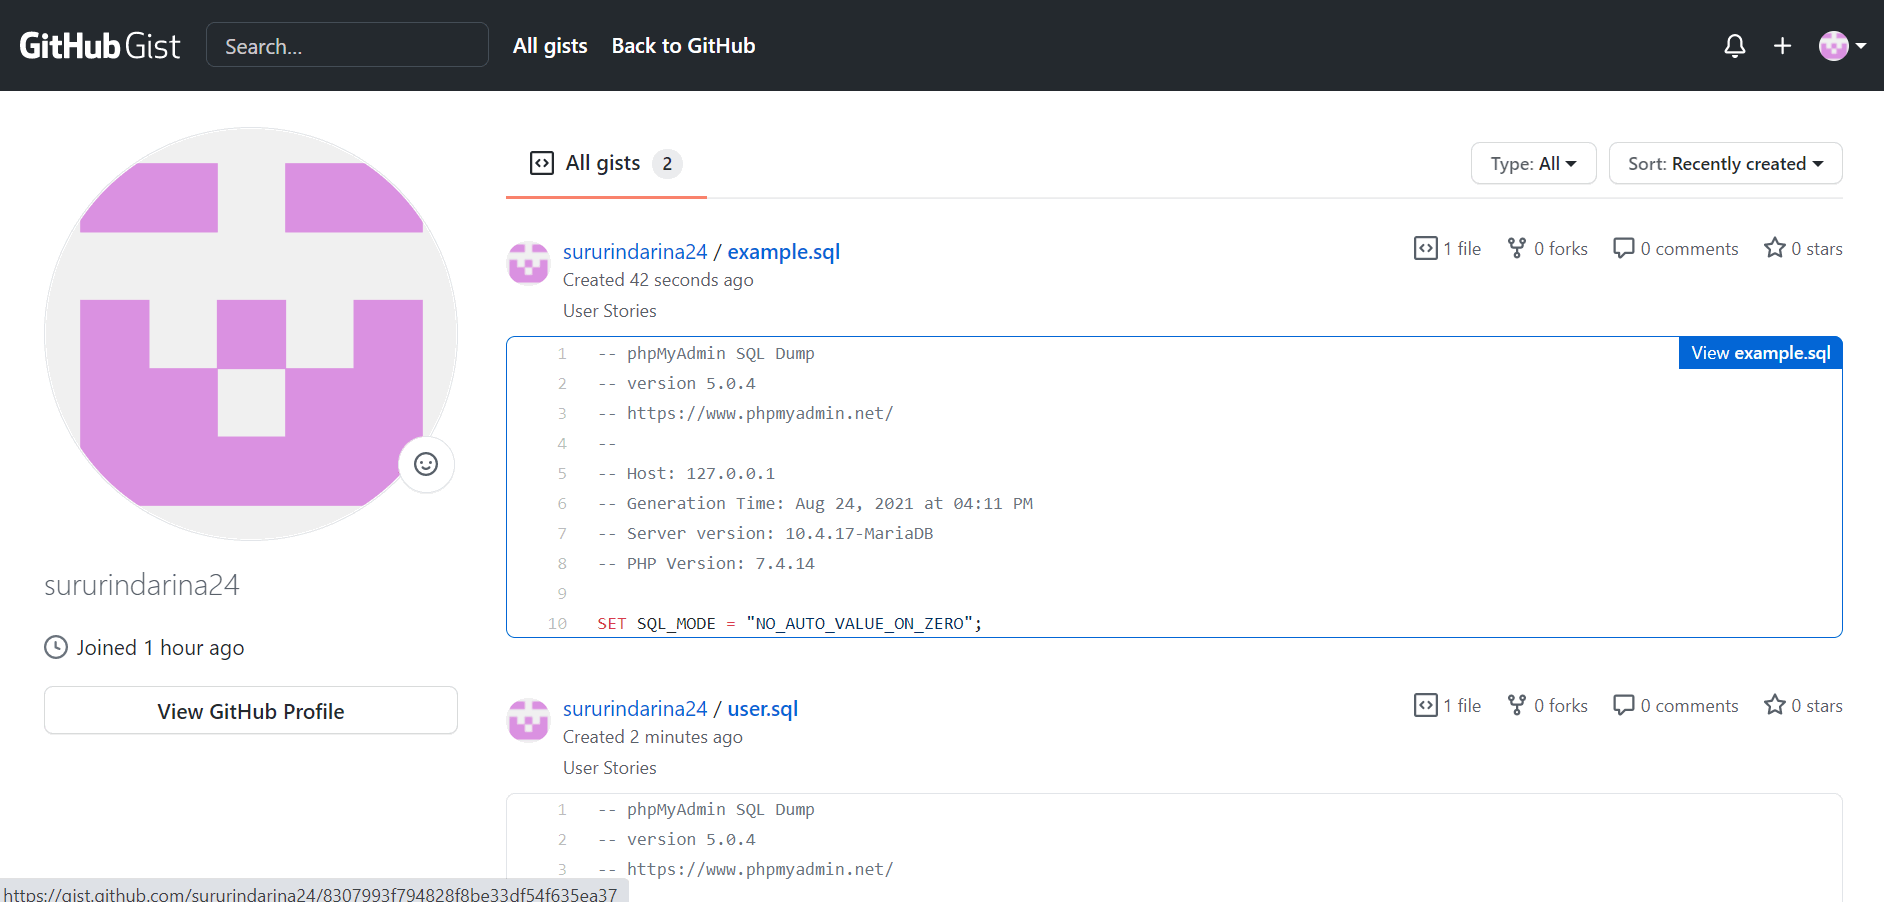 GitHub Gist Search... All gists Back to GitHub
All gists 2 Type: All Sort: Recently created
sururindarina24 / example.sql 1 file 0 forks 0 comments 0 stars
Created 42 seconds ago
User Stories
View example.sql
1 -- phpMyAdmin SQL Dump
2 -- version 5.0.4
3 -- https://www.phpmyadmin.net/
4 --
5 -- Host: 127.0.0.1
6 -- Generation Time: Aug 24, 2021 at 04:11 PM
7 -- Server version: 10.4.17-MariaDB
8 -- PHP Version: 7.4.14
9
10 SET SQL_MODE = "NO_AUTO_VALUE_ON_ZERO";
sururindarina24
Joined 1 hour ago
View GitHub Profile
sururindarina24 / user.sql 1 file 0 forks 0 comments 0 stars
Created 2 minutes ago
User Stories
1 -- phpMyAdmin SQL Dump
2 -- version 5.0.4
3 -- https://www.phpmyadmin.net/
https://gist.github.com/sururindarina24/8307993f794828f8be33df54f635ea37